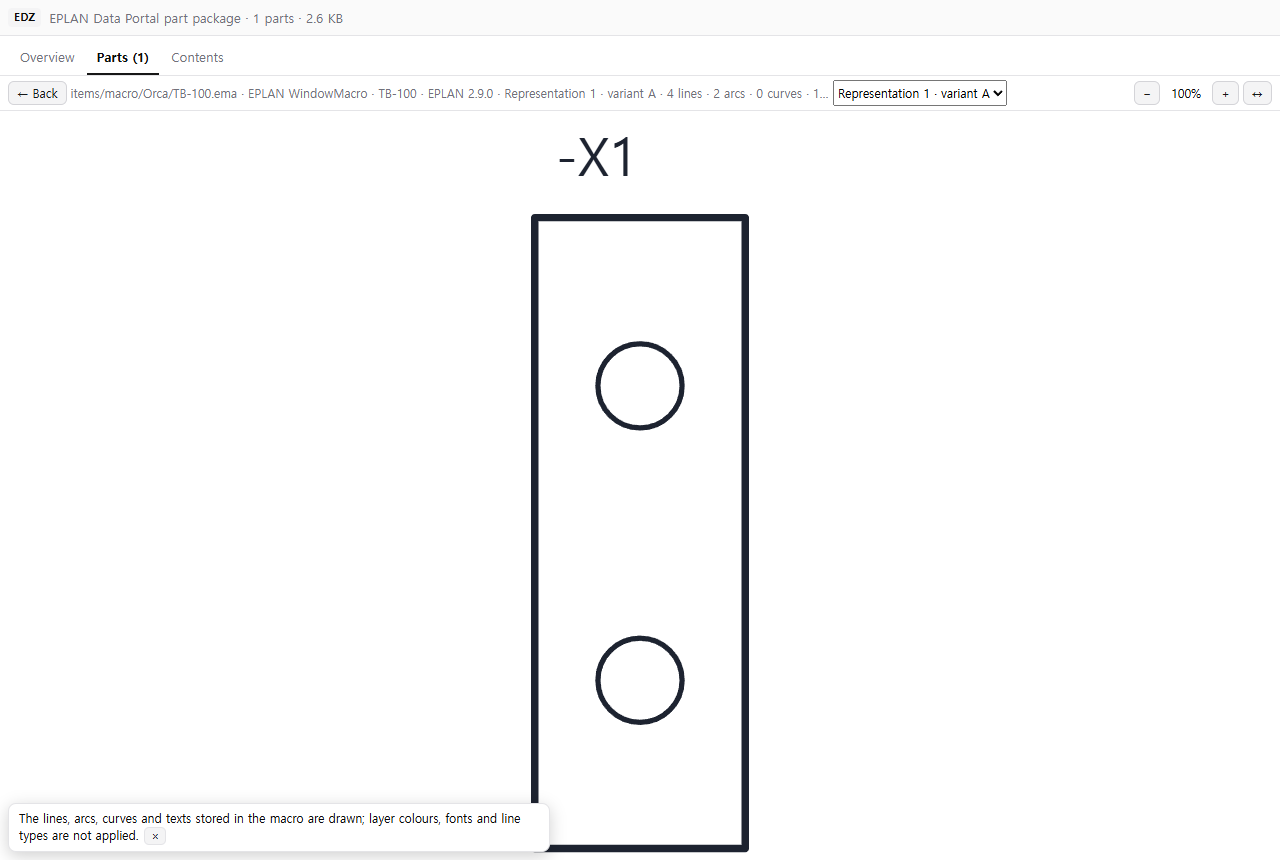 EDZ EPLAN Data Portal part package · 1 parts · 2.6 KB
Overview Parts (1) Contents
← Back items/macro/Orca/TB-100.ema · EPLAN WindowMacro · TB-100 · EPLAN 2.9.0 · Representation 1 · variant A · 4 lines · 2 arcs · 0 curves · 1... Representation 1 · variant A − 100% + ↔
-X1
The lines, arcs, curves and texts stored in the macro are drawn; layer colours, fonts and line
types are not applied. ×